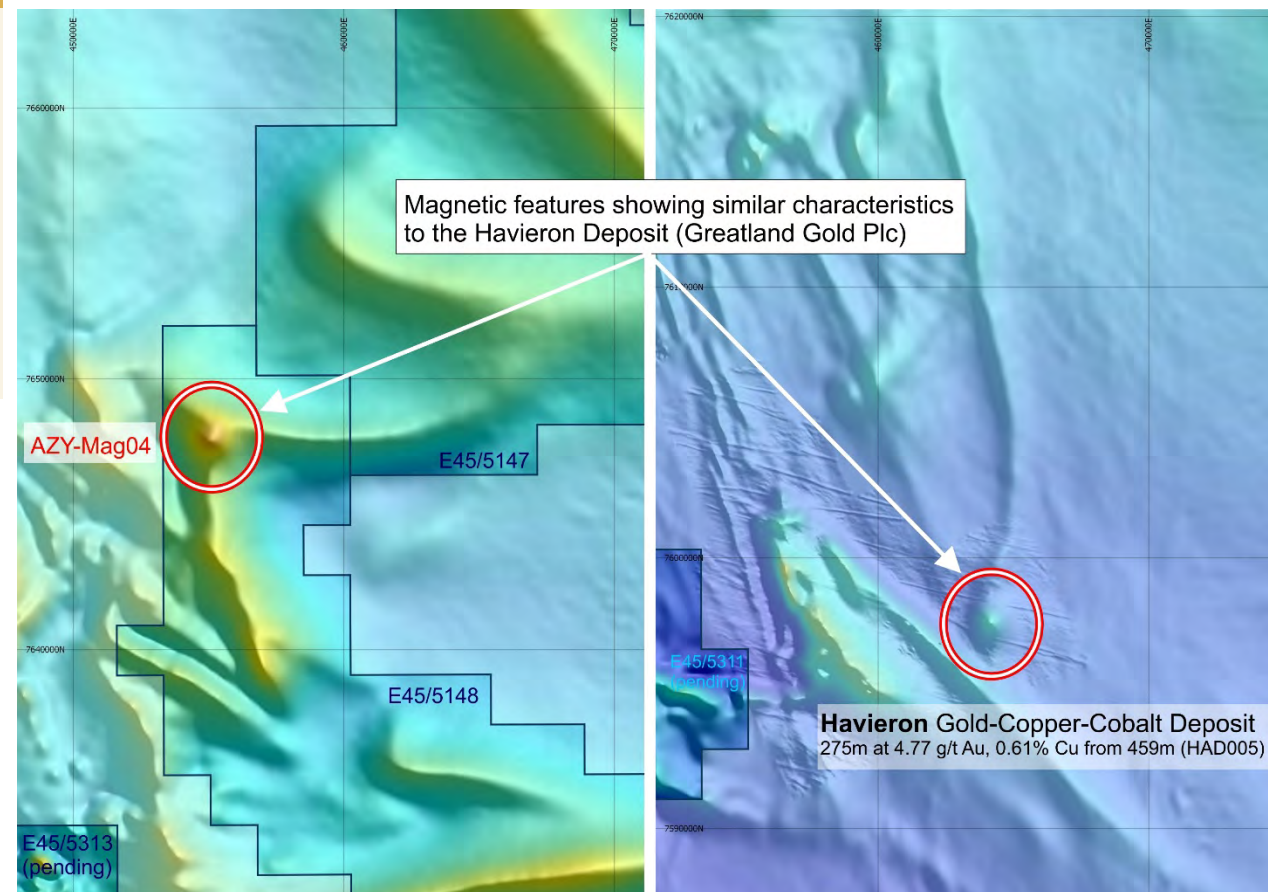 450000E
460000E
470000E
7660000N
7650000N
7640000N
Magnetic features showing similar characteristics
to the Havieron Deposit (Greatland Gold Plc)
AZY-Mag04
E45/5147
E45/5148
E45/5313
(pending)
7620000N
460000E
470000E
7600000N
7590000N
E45/5311
(pending)
Havieron Gold-Copper-Cobalt Deposit
275m at 4.77 g/t Au, 0.61% Cu from 459m (HAD005)